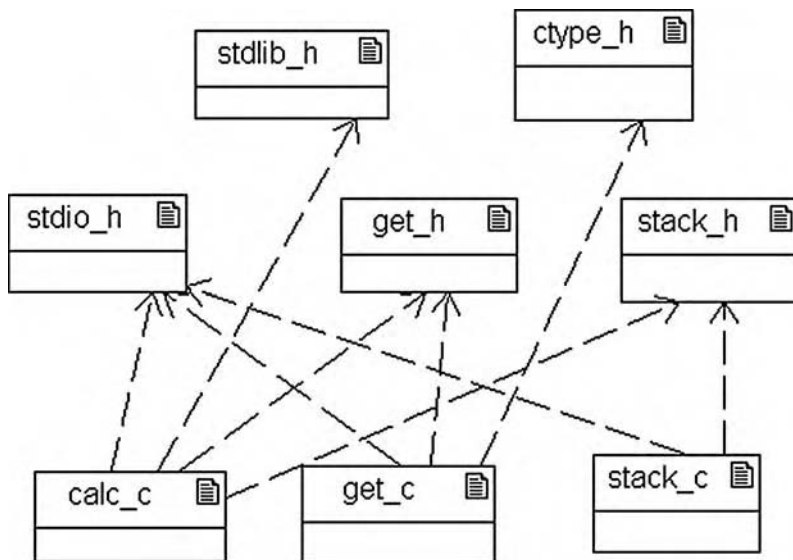 stdlib_h
ctype_h
stdio_h
get_h
stack_h
calc_c
get_c
stack_c